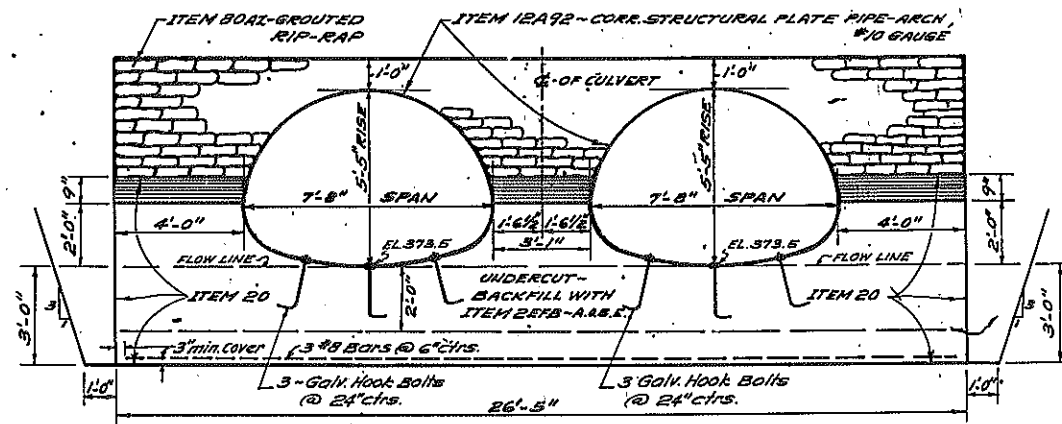 ITEM 80A1-GROUTED
RIP-RAP
ITEM 12A92~CORR. STRUCTURAL PLATE PIPE-ARCH,
#10 GAUGE
1'-0"
℄ OF CULVERT
1'-0"
5'-5" RISE
5'-5" RISE
9"
9"
7'-8" SPAN
7'-8" SPAN
2'-0"
4'-0"
1'-6½"
1'-6½"
4'-0"
2'-0"
3'-1"
EL.373.5
EL.373.5
FLOW LINE
FLOW LINE
UNDERCUT~
BACKFILL WITH
ITEM 2EFB~A.O.B.E.
2'-0"
ITEM 20
ITEM 20
3'-0"
3'-0"
3
1
3
1
3" min. cover
3 #8 Bars @ 6" ctrs.
3~Galv. Hook Bolts
@ 24" ctrs.
3 Galv. Hook Bolts
@ 24" ctrs.
1'-0"
1'-0"
26'-5"